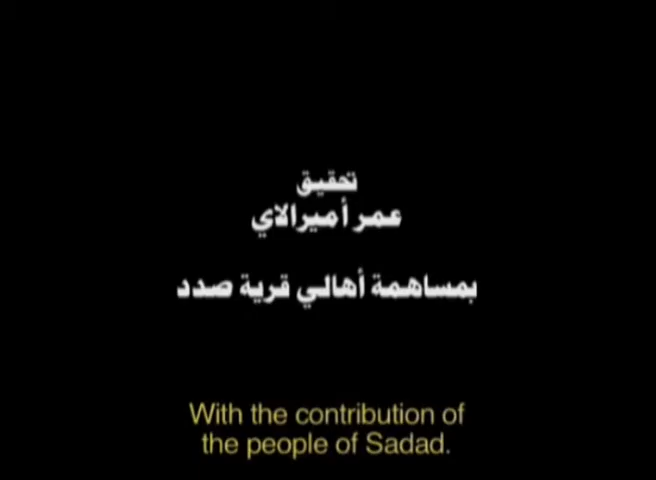 تحقيق
عمر أميرالاي
بمساهمة أهالي قرية صدد
With the contribution of
the people of Sadad.